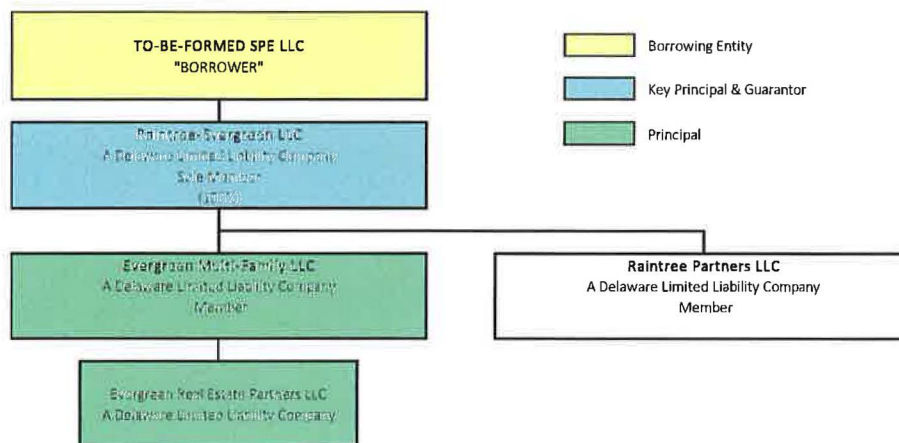 TO-BE-FORMED SPE LLC
"BORROWER"
Borrowing Entity
Key Principal & Guarantor
Principal
Raintree-Evergreen LLC
A Delaware Limited Liability Company
Sole Member
(100%)
Evergreen Multi-Family LLC
A Delaware Limited Liability Company
Member
Raintree Partners LLC
A Delaware Limited Liability Company
Member
Evergreen Real Estate Partners LLC
A Delaware Limited Liability Company